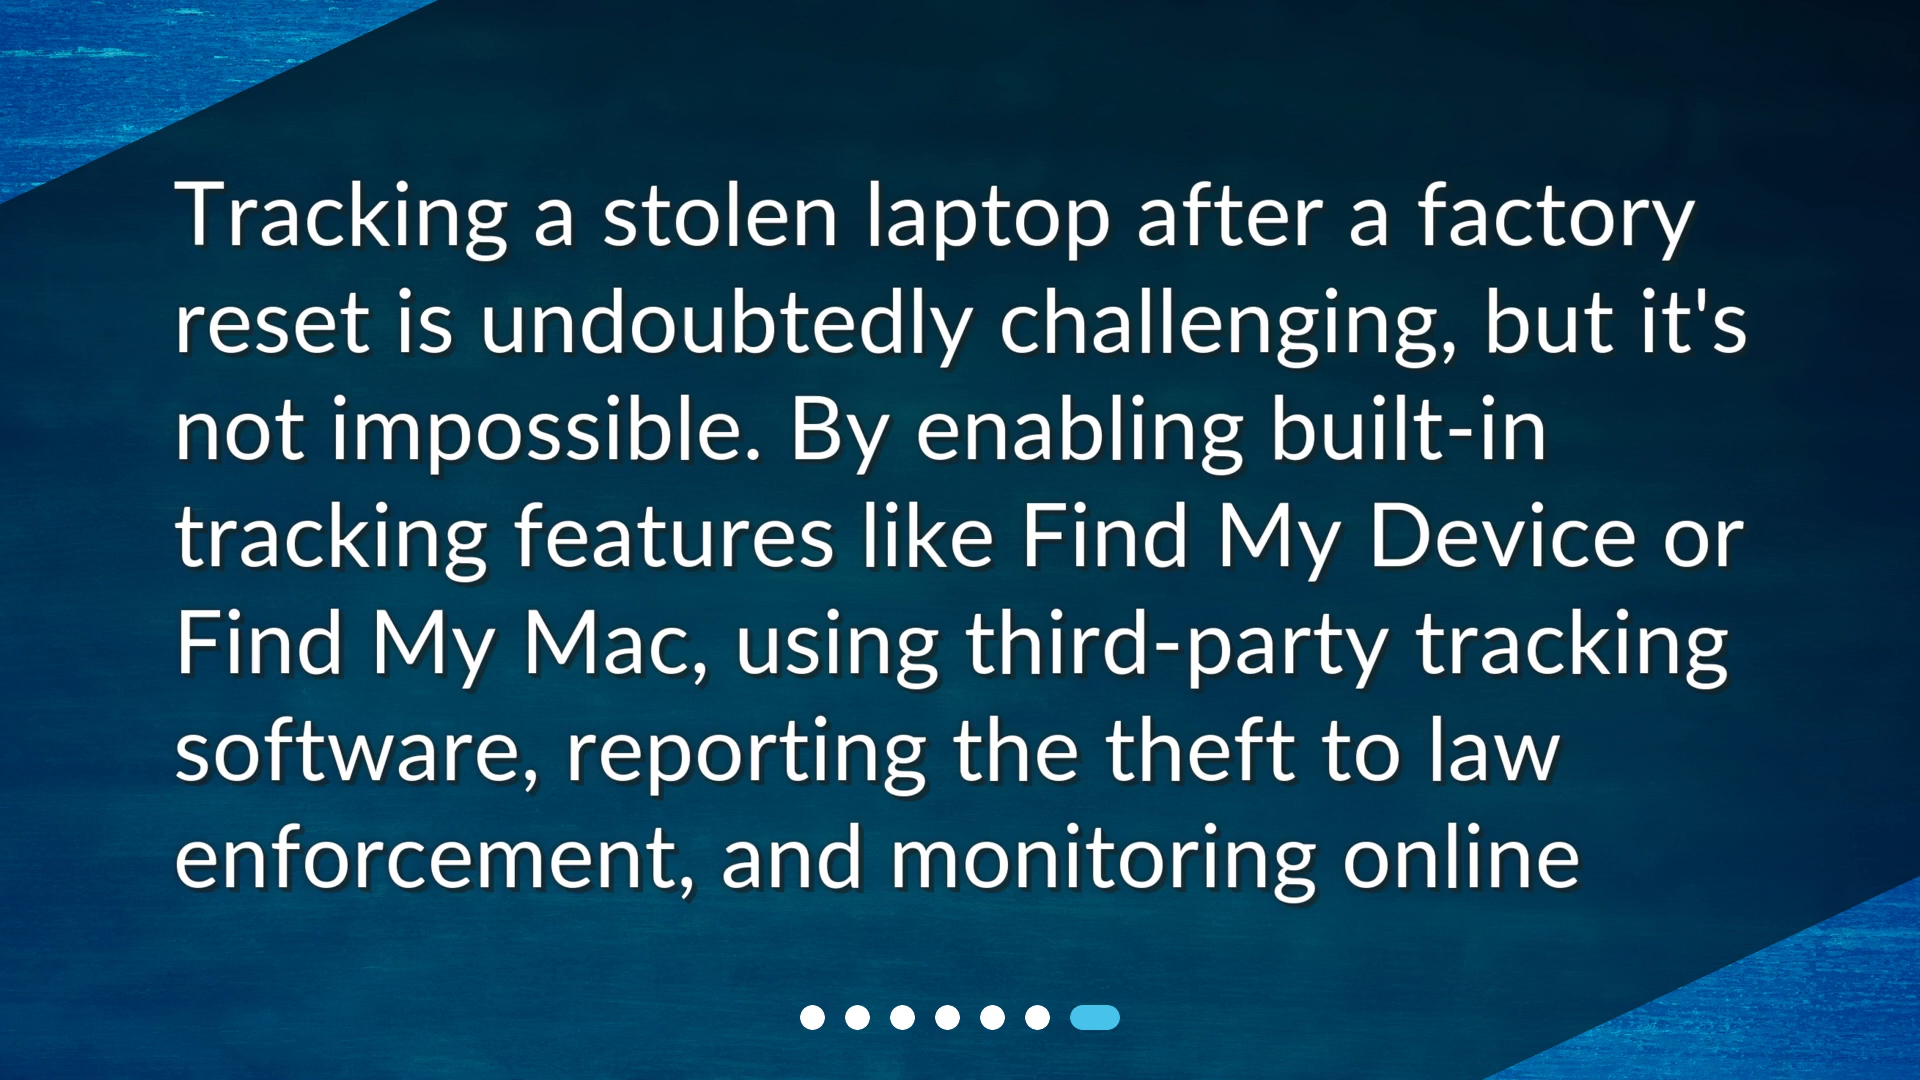 Tracking a stolen laptop after a factory
reset is undoubtedly challenging, but it's
not impossible. By enabling built-in
tracking features like Find My Device or
Find My Mac, using third-party tracking
software, reporting the theft to law
enforcement, and monitoring online